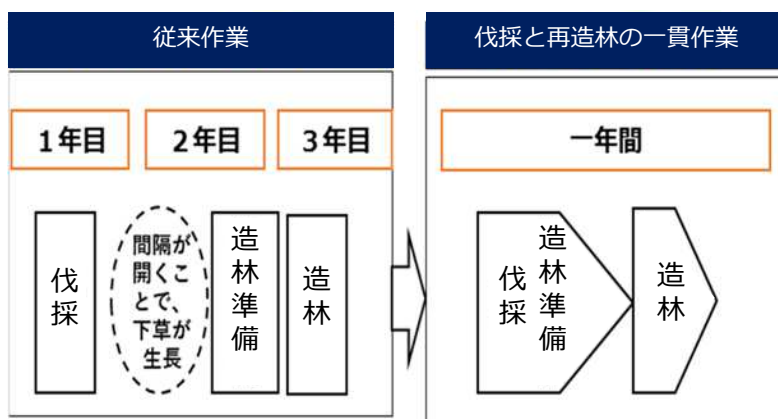 従来作業
伐採と再造林の一貫作業
1年目
2年目
3年目
一年間
伐採
間隔が
開くこ
とで、
下草が
生長
造林準備
造林
伐採
造林準備
造林